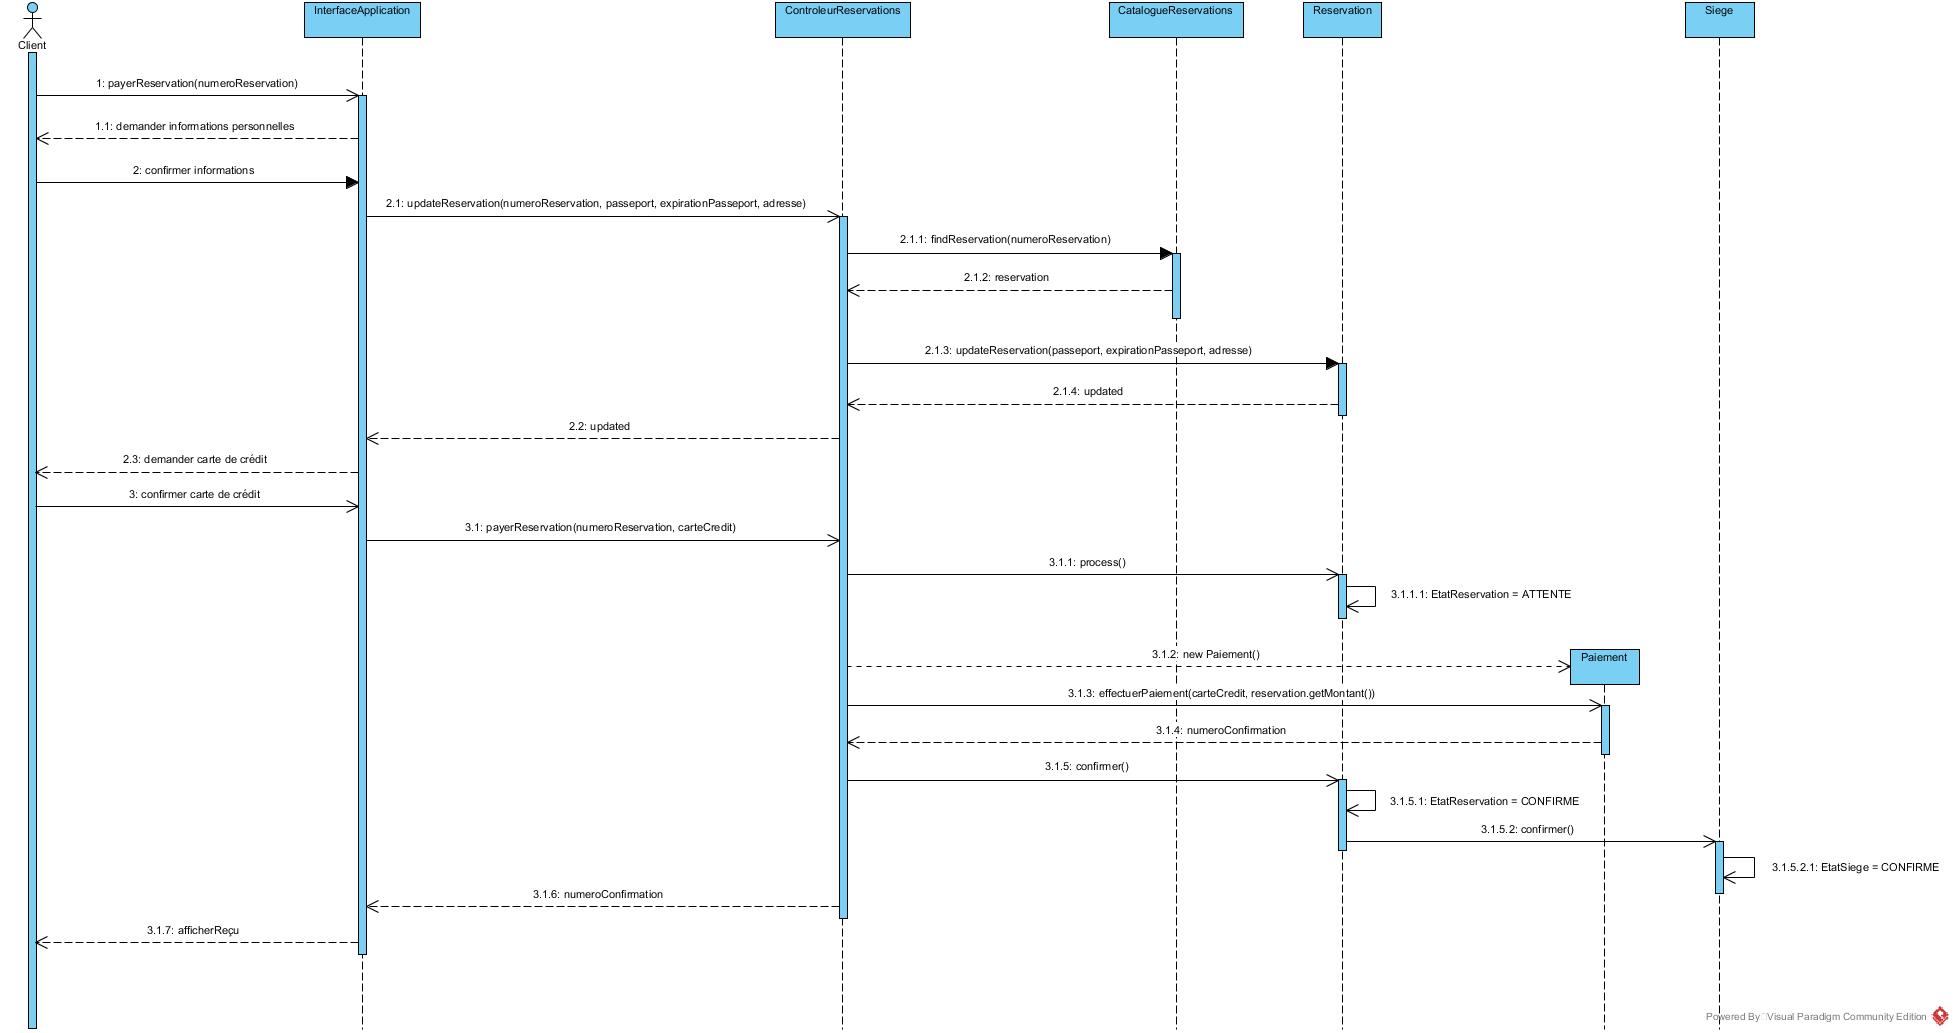 InterfaceApplication
ControleurReservations
CatalogueReservations
Reservation
Siege
Client
1: payerReservation(numeroReservation)
1.1: demander informations personnelles
2: confirmer informations
2.1: updateReservation(numeroReservation, passeport, expirationPasseport, adresse)
2.1.1: findReservation(numeroReservation)
2.1.2: reservation
2.1.3: updateReservation(passeport, expirationPasseport, adresse)
2.1.4: updated
2.2: updated
2.3: demander carte de crédit
3: confirmer carte de crédit
3.1: payerReservation(numeroReservation, carteCredit)
3.1.1: process()
3.1.1.1: EtatReservation = ATTENTE
3.1.2: new Paiement()
Paiement
3.1.3: effectuerPaiement(carteCredit, reservation.getMontant())
3.1.4: numeroConfirmation
3.1.5: confirmer()
3.1.5.1: EtatReservation = CONFIRME
3.1.5.2: confirmer()
3.1.5.2.1: EtatSiege = CONFIRME
3.1.6: numeroConfirmation
3.1.7: afficherReçu
Powered By Visual Paradigm Community Edition